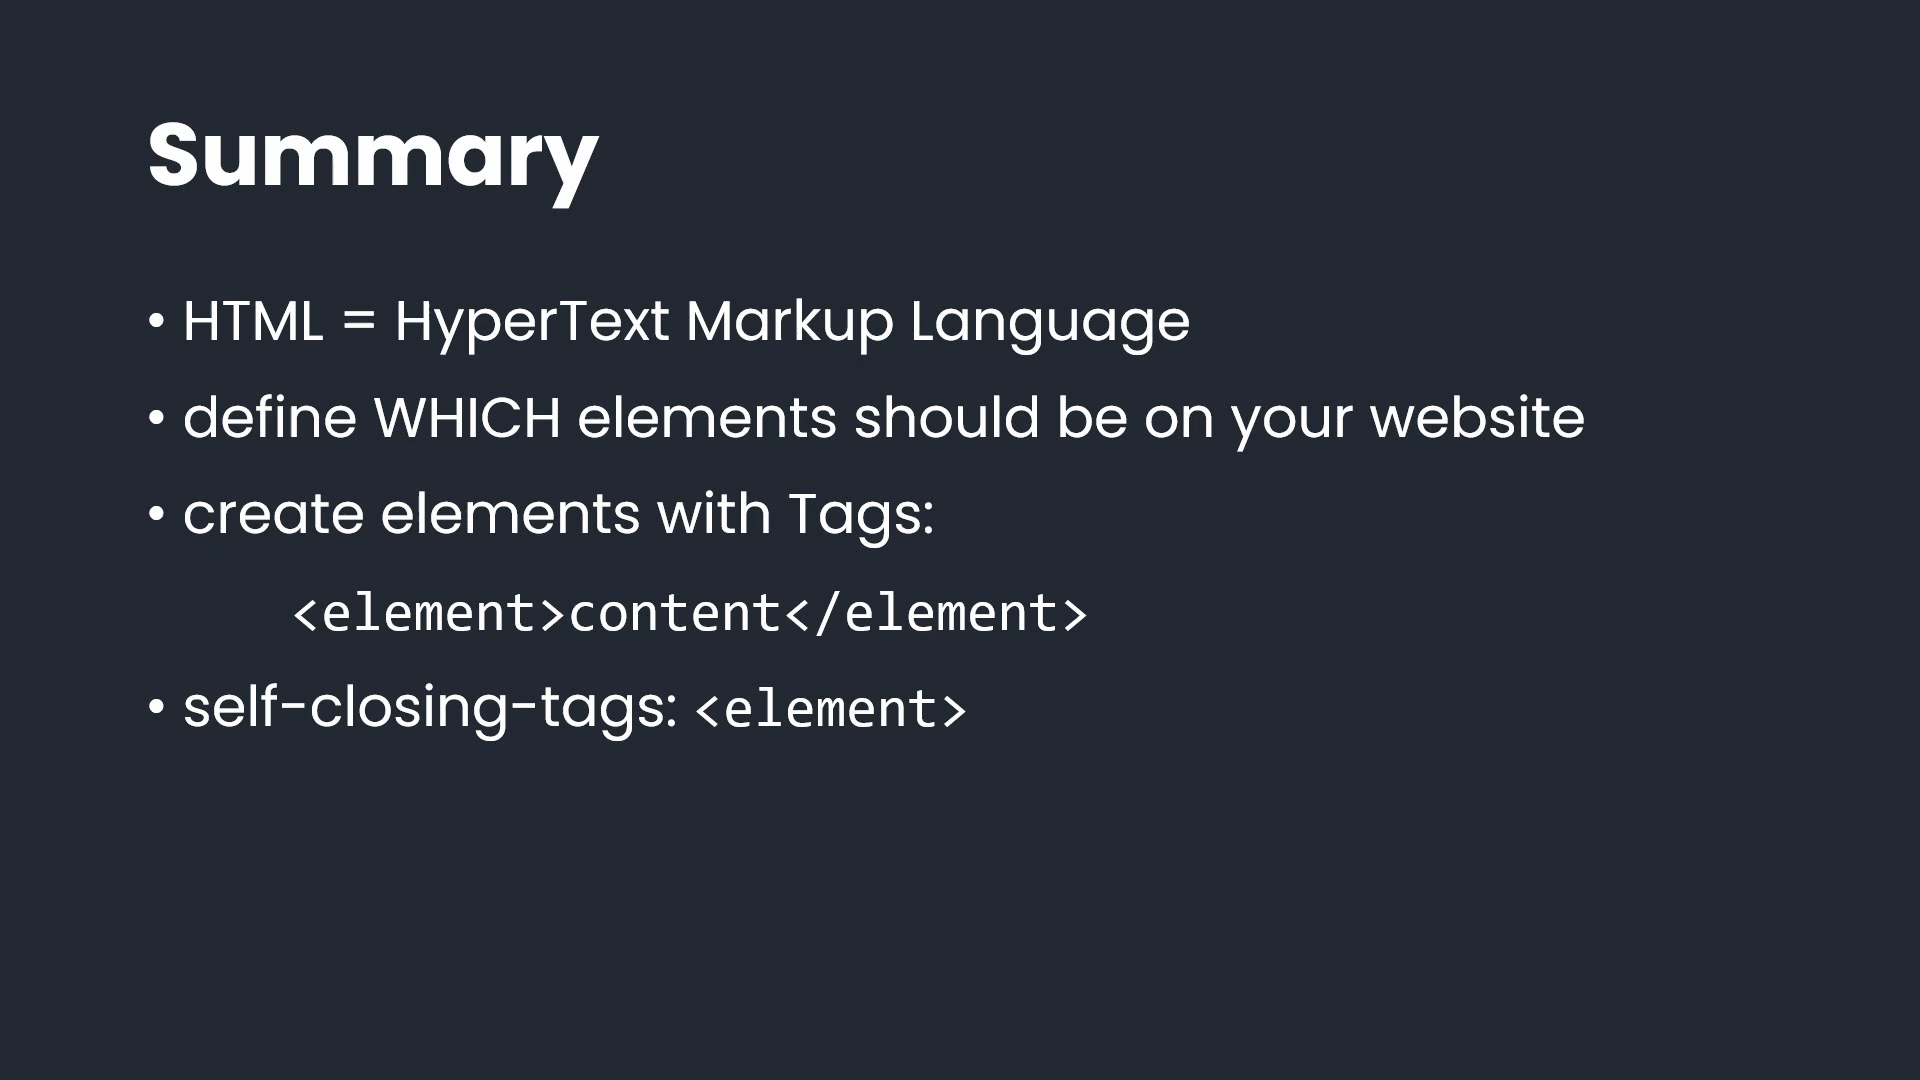 Summary
• HTML = HyperText Markup Language
• define WHICH elements should be on your website
• create elements with Tags:
<element>content</element>
• self-closing-tags: <element>